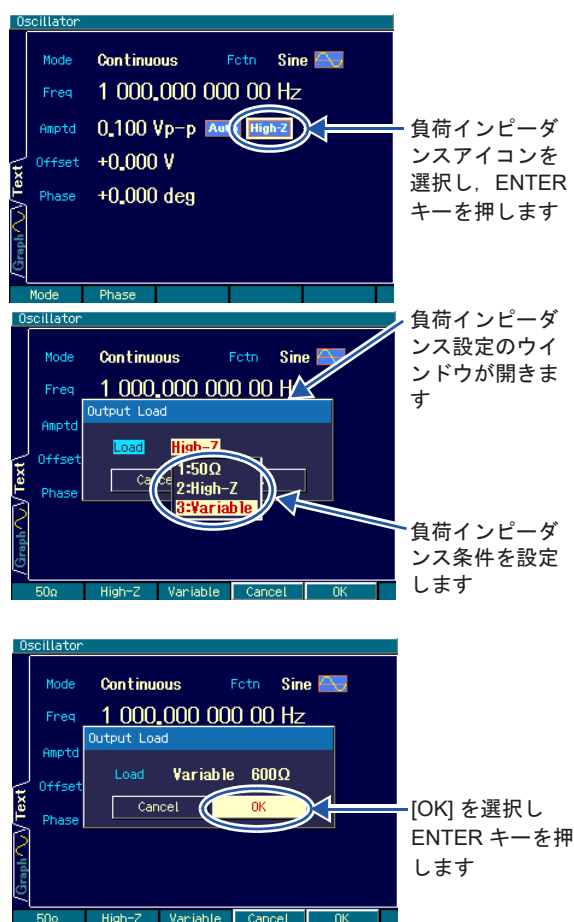 Oscillator
Mode Continuous Fctn Sine
Freq 1 000.000 000 00 Hz
Amptd 0.100 Vp-p Aut High-Z
Offset +0.000 V
Phase +0.000 deg
Text
Graph
Mode Phase
負荷インピーダ
ンスアイコンを
選択し，ENTER
キーを押します
Oscillator
Mode Continuous Fctn Sine
Freq 1 000.000 000 00 H
Output Load
Amptd
Load High-Z
Offset
Cance
1:50Ω
2:High-Z
3:Variable
Phase
Text
Graph
50Ω High-Z Variable Cancel OK
負荷インピーダ
ンス設定のウイ
ンドウが開きま
す
負荷インピーダ
ンス条件を設定
します
Oscillator
Mode Continuous Fctn Sine
Freq 1 000.000 000 00 Hz
Output Load
Amptd
Load Variable 600Ω
Offset
Cancel OK
Phase
Text
Graph
50Ω High-Z Variable Cancel OK
[OK] を選択し
ENTER キーを押
します